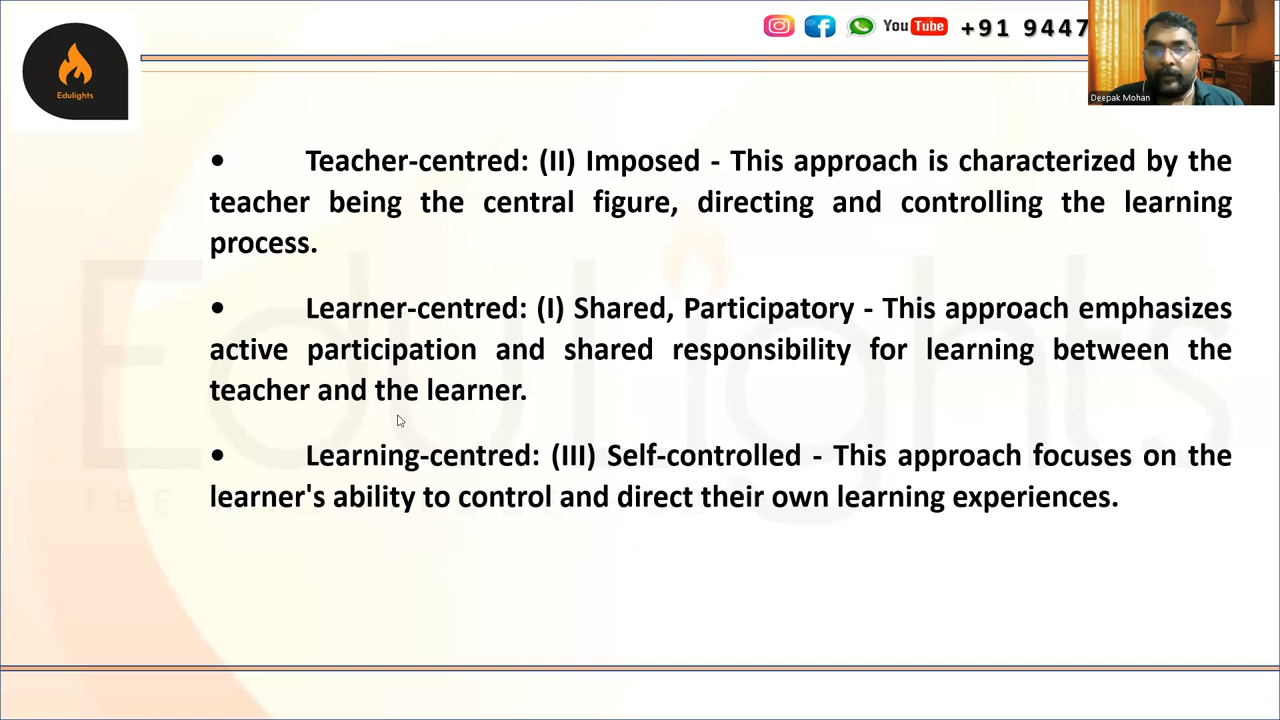 YouTube +91 9447
Edulights
Deepak Mohan
• Teacher-centred: (II) Imposed - This approach is characterized by the
teacher being the central figure, directing and controlling the learning
process.
• Learner-centred: (I) Shared, Participatory - This approach emphasizes
active participation and shared responsibility for learning between the
teacher and the learner.
• Learning-centred: (III) Self-controlled - This approach focuses on the
learner's ability to control and direct their own learning experiences.
Edulights
THE